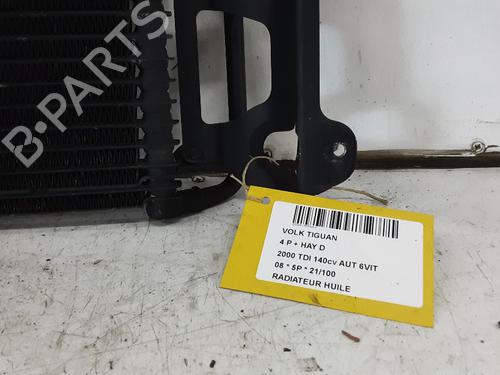 B-PARTS
VOLK TIGUAN
4 P + HAY D
2000 TDI 140cv AUT 6VIT
08 * 5P * 21/100
RADIATEUR HUILE